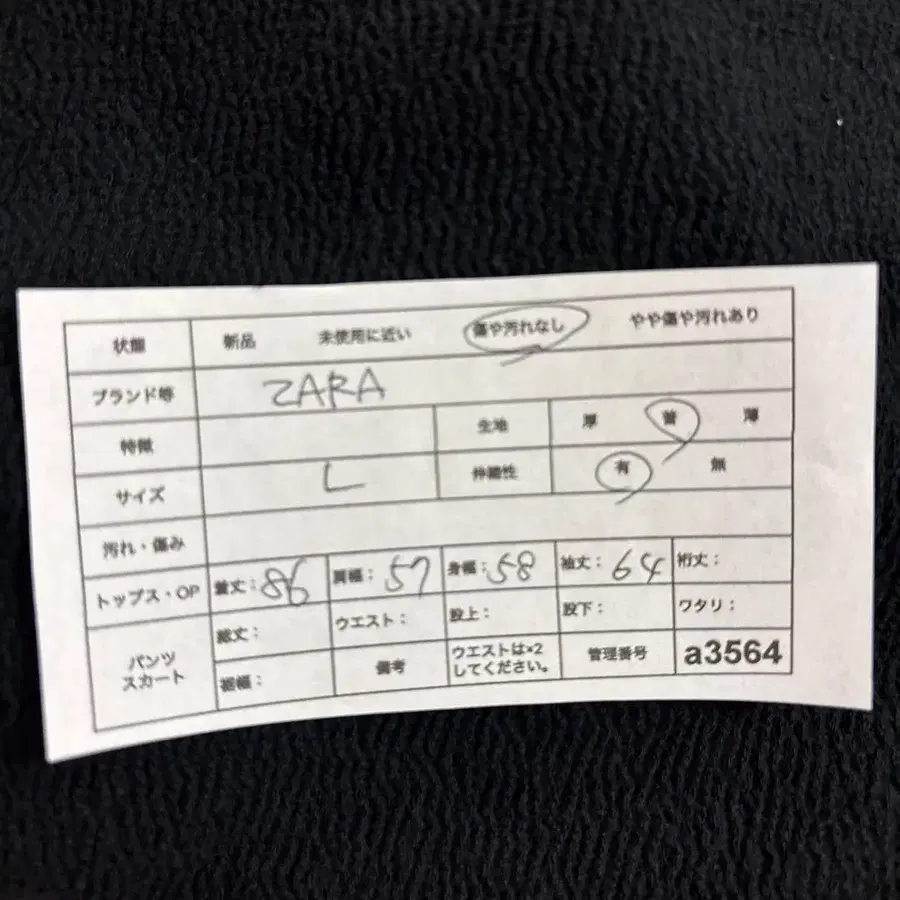 状態 新品 未使用に近い 傷や汚れなし やや傷や汚れあり
ブランド等 ZARA
特徴 生地 厚 普 薄
サイズ L 伸縮性 有 無
汚れ・傷み
トップス・OP 着丈：86 肩幅：57 身幅：58 袖丈：64 裄丈：
パンツ スカート 総丈： ウエスト： 股上： 股下： ワタリ：
裾幅： 備考 ウエストは×2 してください。 管理番号 a3564